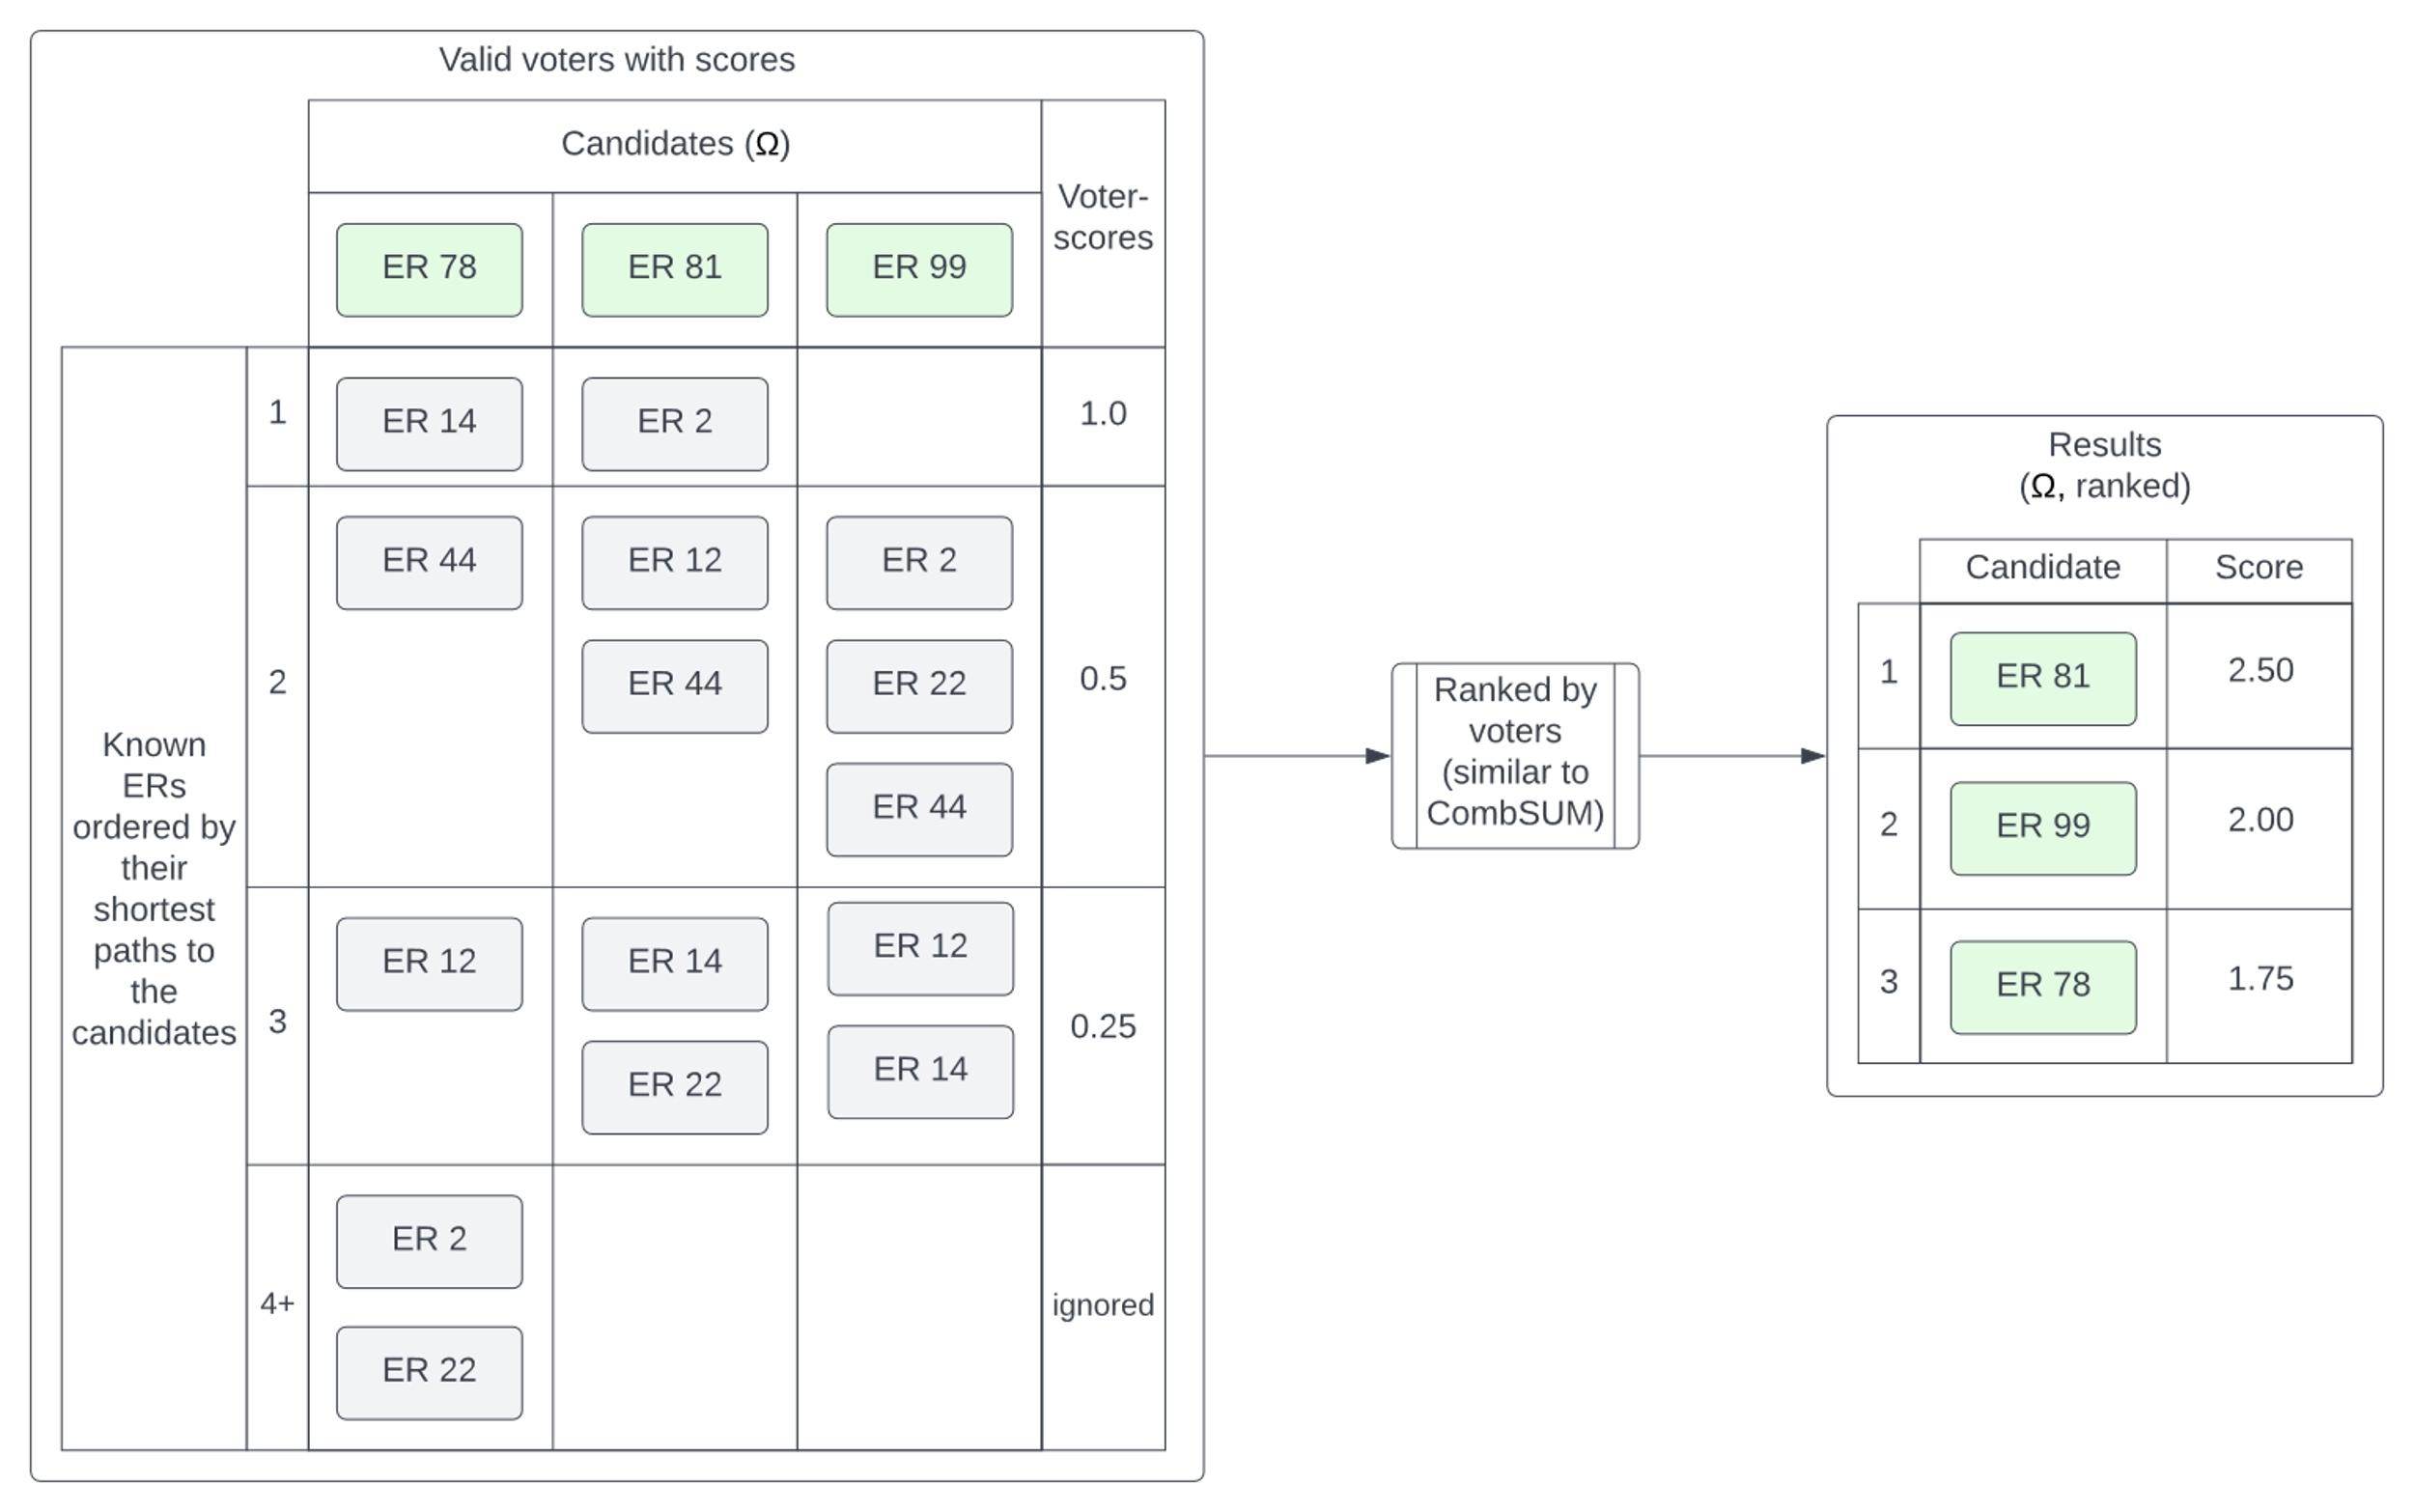 Valid voters with scores
Candidates (Ω)
Voter-
scores
ER 78
ER 81
ER 99
Known
ERs
ordered by
their
shortest
paths to
the
candidates
1
ER 14
ER 2
1.0
2
ER 44
ER 12
ER 2
ER 44
ER 22
ER 44
0.5
3
ER 12
ER 14
ER 12
ER 22
ER 14
0.25
4+
ER 2
ER 22
ignored
Ranked by
voters
(similar to
CombSUM)
Results
(Ω, ranked)
Candidate
Score
1
ER 81
2.50
2
ER 99
2.00
3
ER 78
1.75